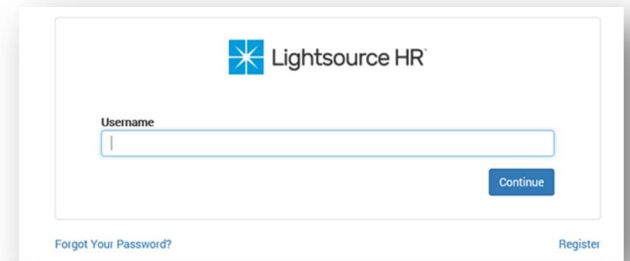 Lightsource HR
Username
Continue
Forgot Your Password?
Register